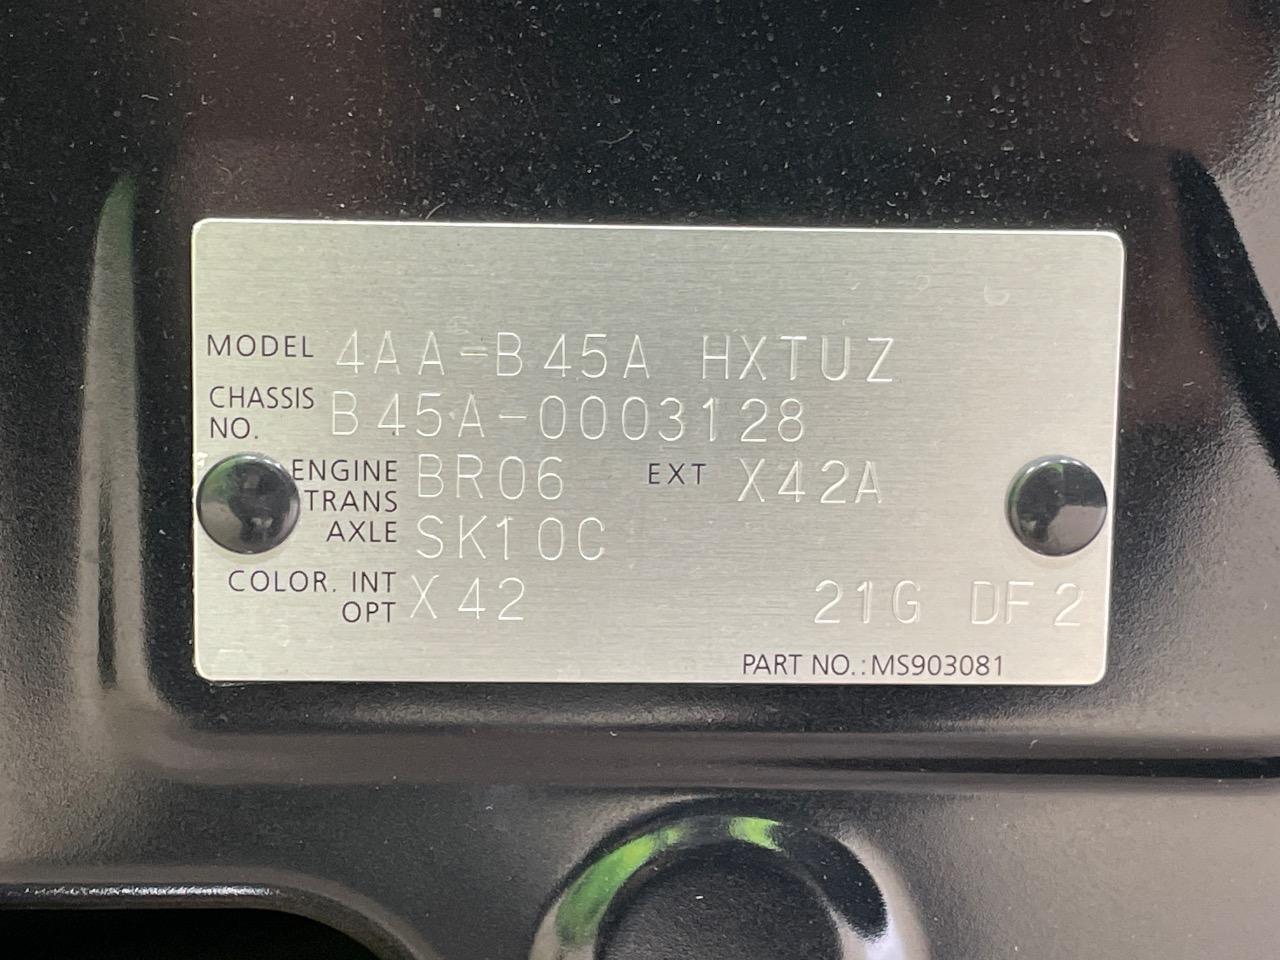 MODEL 4AA-B45A HXTUZ
CHASSIS NO. B45A-0003128
ENGINE BR06 EXT X42A
TRANS AXLE SK10C
COLOR. INT OPT X42 21G DF2
PART NO.: MS903081